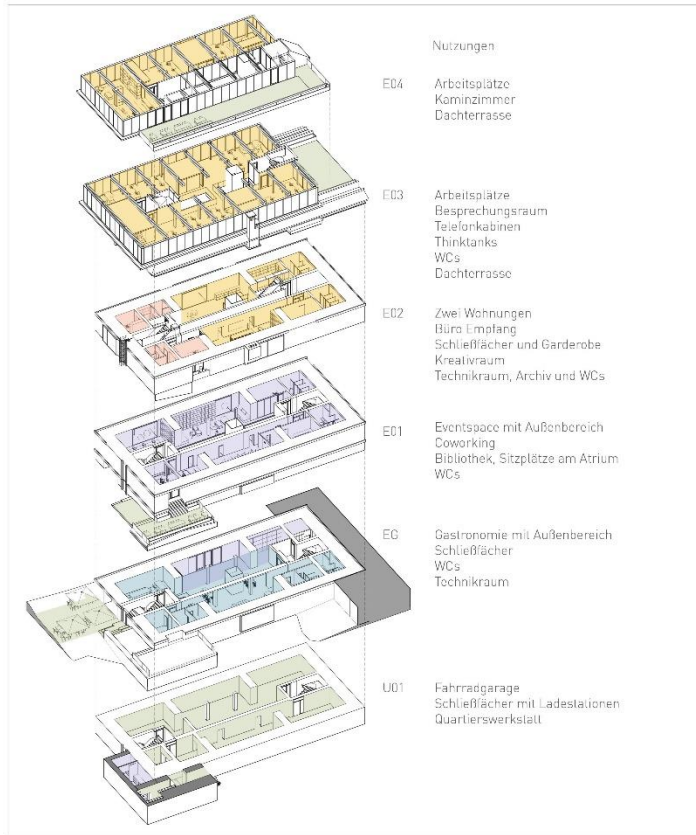 Nutzungen
E04 Arbeitsplätze
Kaminzimmer
Dachterrasse
E03 Arbeitsplätze
Besprechungsraum
Telefonkabinen
Thinktanks
WCs
Dachterrasse
E02 Zwei Wohnungen
Büro Empfang
Schließfächer und Garderobe
Kreativraum
Technikraum, Archiv und WCs
E01 Eventspace mit Außenbereich
Coworking
Bibliothek, Sitzplätze am Atrium
WCs
EG Gastronomie mit Außenbereich
Schließfächer
WCs
Technikraum
U01 Fahrradgarage
Schließfächer mit Ladestationen
Quartierswerkstatt